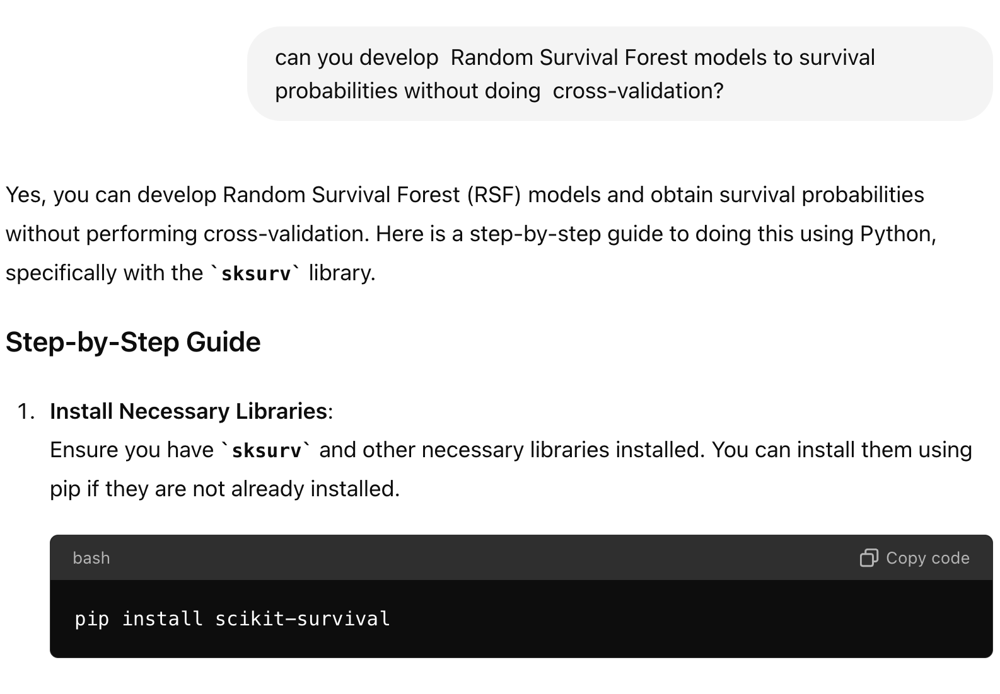 can you develop  Random Survival Forest models to survival
probabilities without doing  cross-validation?
Yes, you can develop Random Survival Forest (RSF) models and obtain survival probabilities
without performing cross-validation. Here is a step-by-step guide to doing this using Python,
specifically with the `sksurv` library.
Step-by-Step Guide
1. Install Necessary Libraries:
Ensure you have `sksurv` and other necessary libraries installed. You can install them using
pip if they are not already installed.
bash
Copy code
pip install scikit-survival